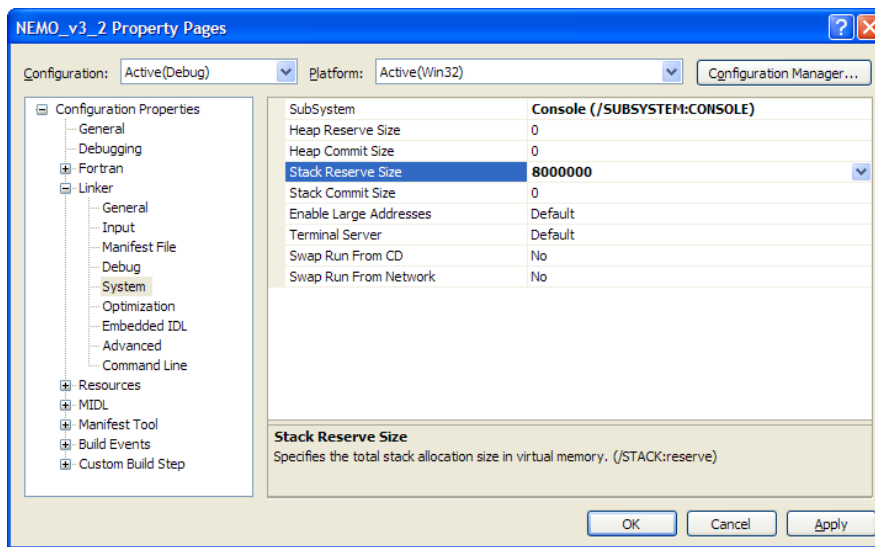 NEMO_v3_2 Property Pages
Configuration: Active(Debug) Platform: Active(Win32) Configuration Manager...
Configuration Properties
General
Debugging
Fortran
Linker
General
Input
Manifest File
Debug
System
Optimization
Embedded IDL
Advanced
Command Line
Resources
MIDL
Manifest Tool
Build Events
Custom Build Step
SubSystem Console (/SUBSYSTEM:CONSOLE)
Heap Reserve Size 0
Heap Commit Size 0
Stack Reserve Size 8000000
Stack Commit Size 0
Enable Large Addresses Default
Terminal Server Default
Swap Run From CD No
Swap Run From Network No
Stack Reserve Size
Specifies the total stack allocation size in virtual memory. (/STACK:reserve)
OK Cancel Apply